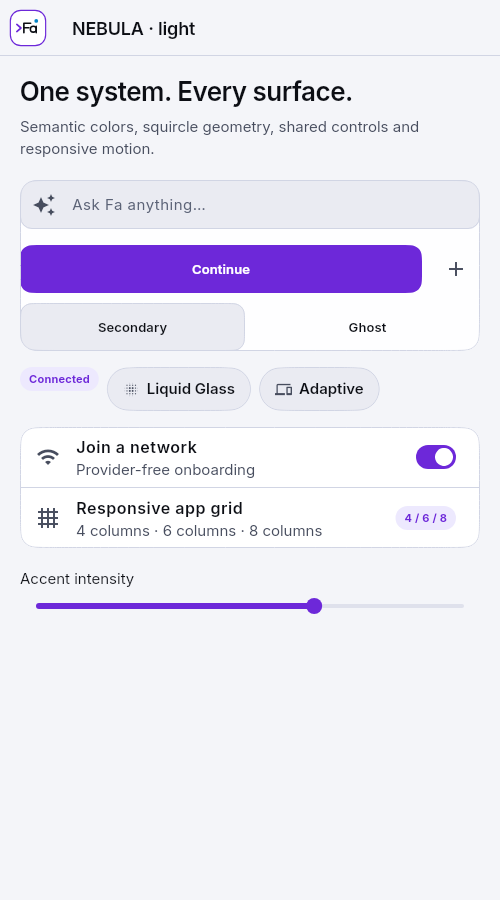 >Fa
NEBULA · light
One system. Every surface.
Semantic colors, squircle geometry, shared controls and
responsive motion.
Ask Fa anything...
Continue
Secondary
Ghost
Connected
Liquid Glass
Adaptive
Join a network
Provider-free onboarding
Responsive app grid
4 columns · 6 columns · 8 columns
4 / 6 / 8
Accent intensity